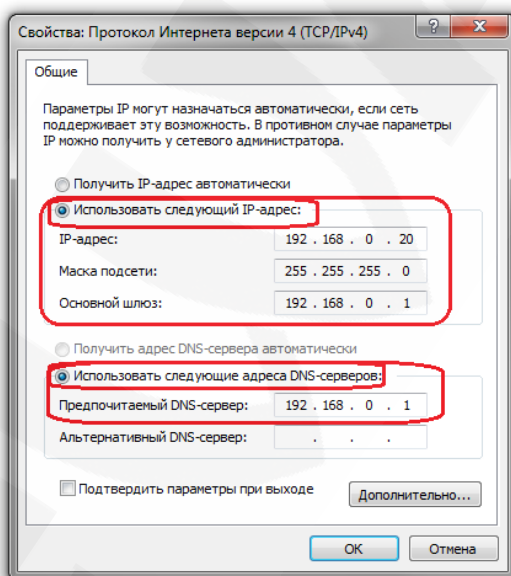 Свойства: Протокол Интернета версии 4 (TCP/IPv4)
Общие
Параметры IP могут назначаться автоматически, если сеть
поддерживает эту возможность. В противном случае параметры
IP можно получить у сетевого администратора.
Получить IP-адрес автоматически
Использовать следующий IP-адрес:
IP-адрес: 192 . 168 . 0 . 20
Маска подсети: 255 . 255 . 255 . 0
Основной шлюз: 192 . 168 . 0 . 1
Получить адрес DNS-сервера автоматически
Использовать следующие адреса DNS-серверов:
Предпочитаемый DNS-сервер: 192 . 168 . 0 . 1
Альтернативный DNS-сервер: . . .
Подтвердить параметры при выходе
Дополнительно...
ОК Отмена